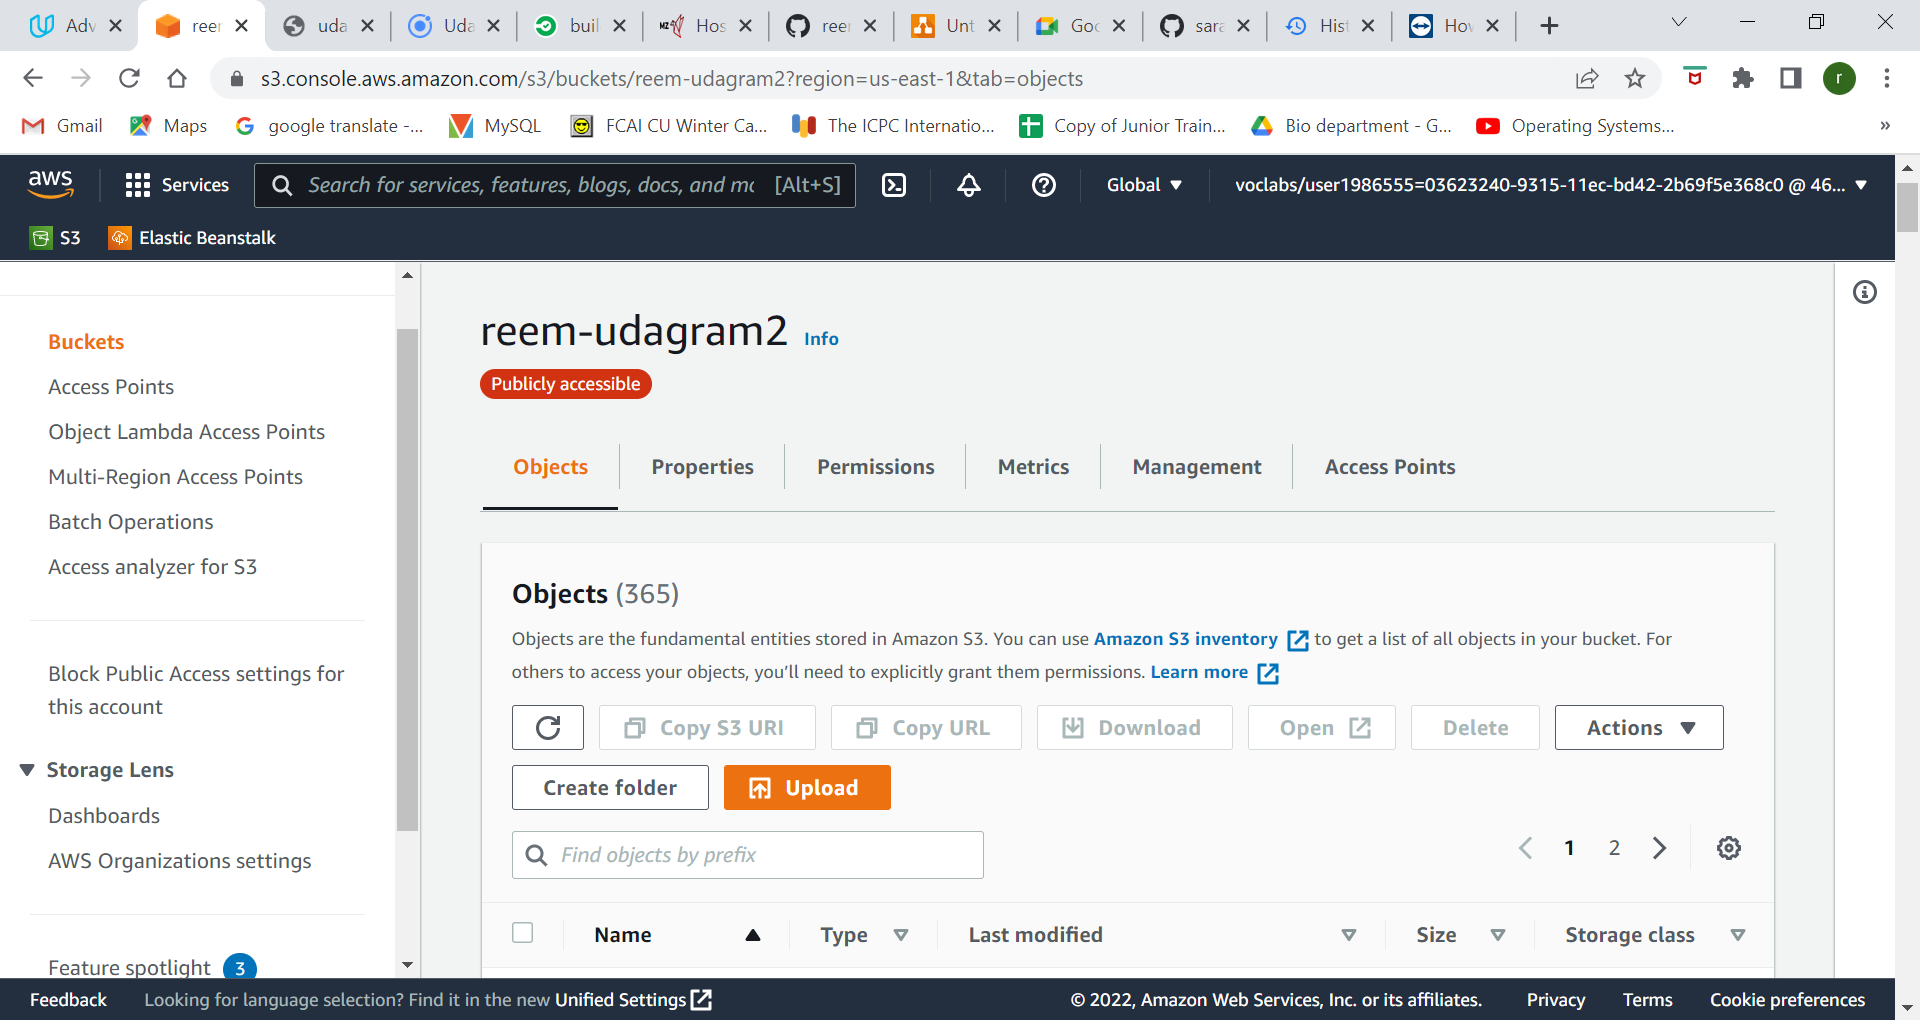 Adv
reer
uda
Uda
buil
Hos
reer
Unt
Goo
sara
Hist
How
s3.console.aws.amazon.com/s3/buckets/reem-udagram2?region=us-east-1&tab=objects
r
Gmail
Maps
google translate -...
MySQL
FCAI CU Winter Ca...
The ICPC Internatio...
Copy of Junior Train...
Bio department - G...
Operating Systems...
»
aws
Services
Search for services, features, blogs, docs, and mo
[Alt+S]
Global
voclabs/user1986555=03623240-9315-11ec-bd42-2b69f5e368c0 @ 46...
S3
Elastic Beanstalk
Buckets
Access Points
Object Lambda Access Points
Multi-Region Access Points
Batch Operations
Access analyzer for S3
Block Public Access settings for
this account
Storage Lens
Dashboards
AWS Organizations settings
Feature spotlight 3
reem-udagram2 Info
Publicly accessible
Objects
Properties
Permissions
Metrics
Management
Access Points
Objects (365)
Objects are the fundamental entities stored in Amazon S3. You can use Amazon S3 inventory to get a list of all objects in your bucket. For
others to access your objects, you'll need to explicitly grant them permissions. Learn more
Copy S3 URI
Copy URL
Download
Open
Delete
Actions
Create folder
Upload
Find objects by prefix
1
2
Name
Type
Last modified
Size
Storage class
Feedback
Looking for language selection? Find it in the new Unified Settings
© 2022, Amazon Web Services, Inc. or its affiliates.
Privacy
Terms
Cookie preferences